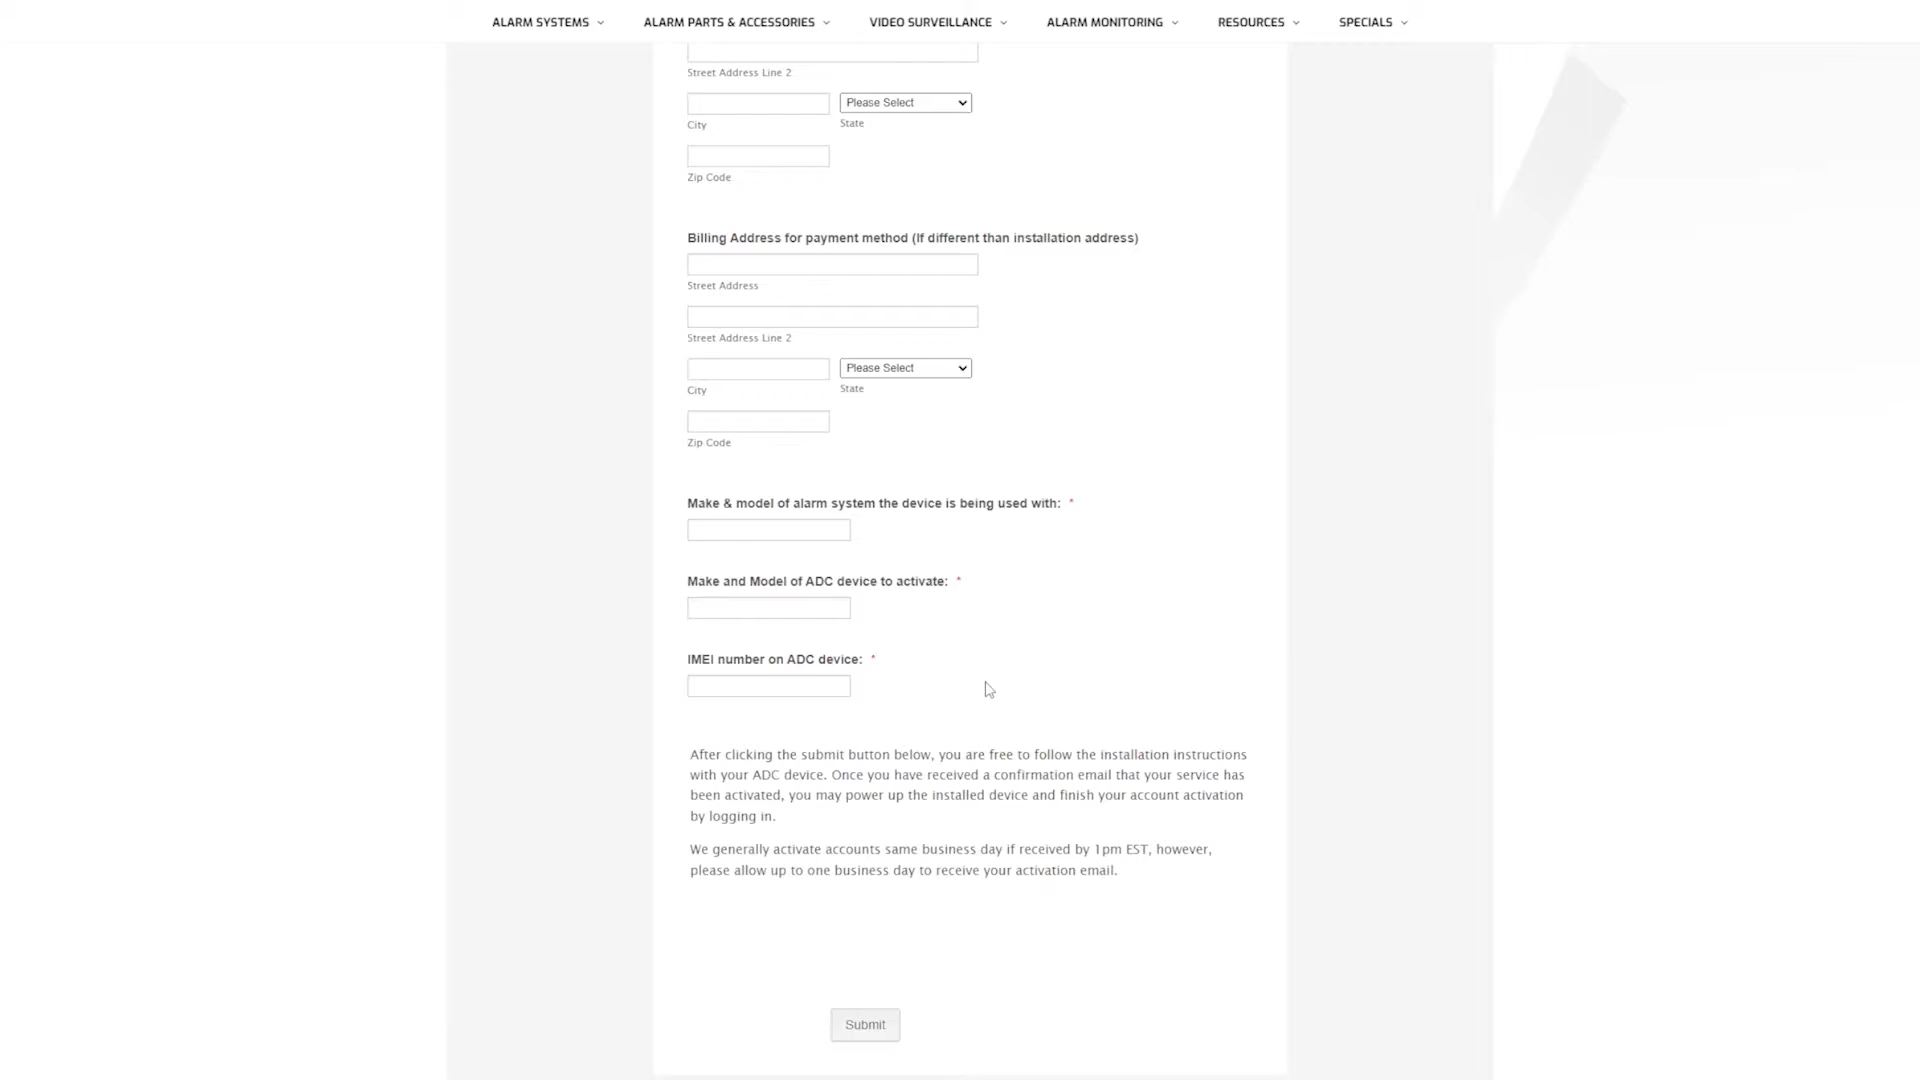 ALARM SYSTEMS ALARM PARTS & ACCESSORIES VIDEO SURVEILLANCE ALARM MONITORING RESOURCES SPECIALS
Street Address Line 2
Please Select
City State
Zip Code
Billing Address for payment method (If different than installation address)
Street Address
Street Address Line 2
Please Select
City State
Zip Code
Make & model of alarm system the device is being used with: *
Make and Model of ADC device to activate: *
IMEI number on ADC device: *
After clicking the submit button below, you are free to follow the installation instructions
with your ADC device. Once you have received a confirmation email that your service has
been activated, you may power up the installed device and finish your account activation
by logging in.
We generally activate accounts same business day if received by 1pm EST, however,
please allow up to one business day to receive your activation email.
Submit